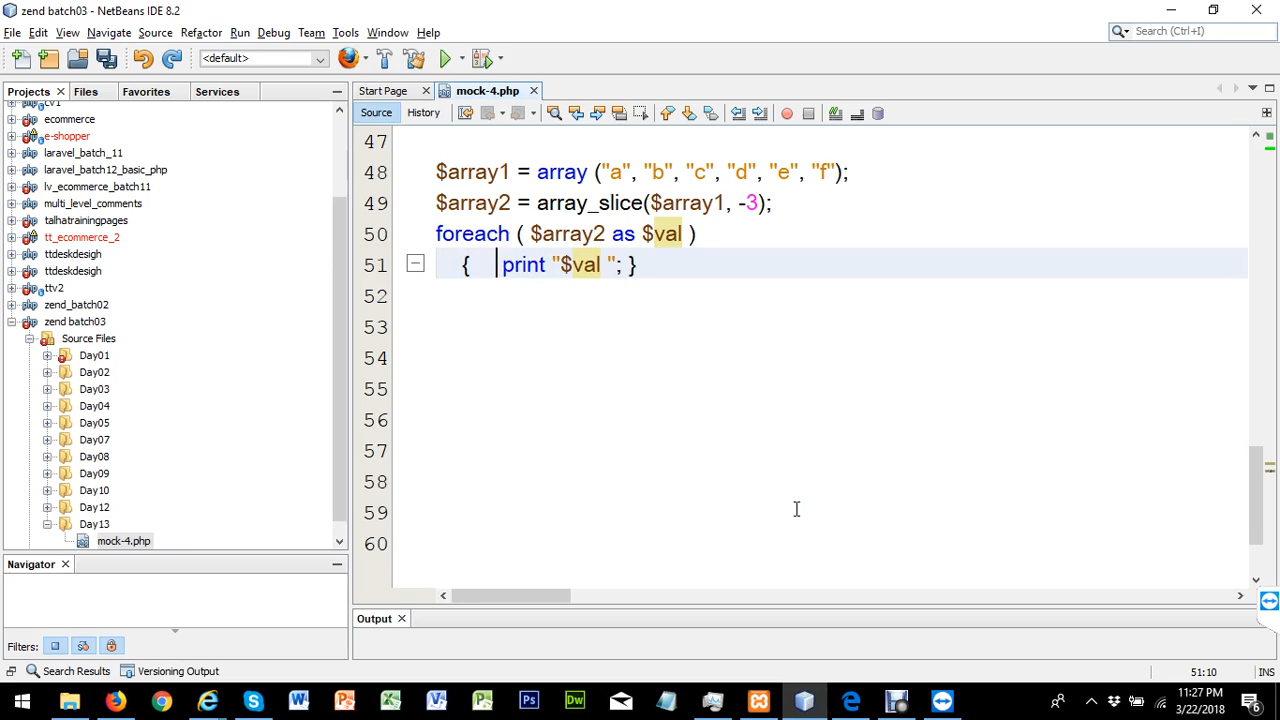 zend batch03 - NetBeans IDE 8.2
File Edit View Navigate Source Refactor Run Debug Team Tools Window Help
Search (Ctrl+I)
<default>
Projects Files Favorites Services
Start Page mock-4.php
Source History
cv1
ecommerce
e-shopper
laravel_batch_11
laravel_batch12_basic_php
lv_ecommerce_batch11
multi_level_comments
talhatrainingpages
tt_ecommerce_2
ttdeskdesigh
ttdeskdesigh
ttv2
zend_batch02
zend batch03
Source Files
Day01
Day02
Day03
Day04
Day05
Day07
Day08
Day09
Day10
Day12
Day13
mock-4.php
47
48 $array1 = array ("a", "b", "c", "d", "e", "f");
49 $array2 = array_slice($array1, -3);
50 foreach ( $array2 as $val )
51 { print "$val "; }
52
53
54
55
56
57
58
59
60
Navigator
Filters:
Output
Search Results Versioning Output
51:10 INS
11:27 PM
3/22/2018
6